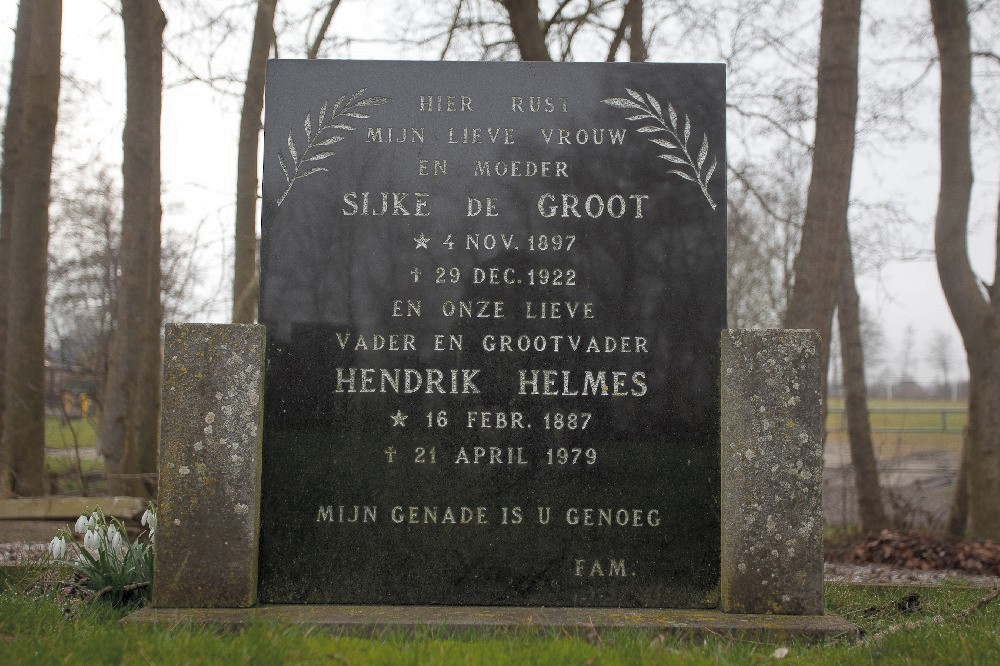 HIER RUST
MIJN LIEVE VROUW
EN MOEDER
SIJKE DE GROOT
★ 4 NOV. 1897
† 29 DEC. 1922
EN ONZE LIEVE
VADER EN GROOTVADER
HENDRIK HELMES
★ 16 FEBR. 1887
† 21 APRIL 1979
MIJN GENADE IS U GENOEG
FAM.